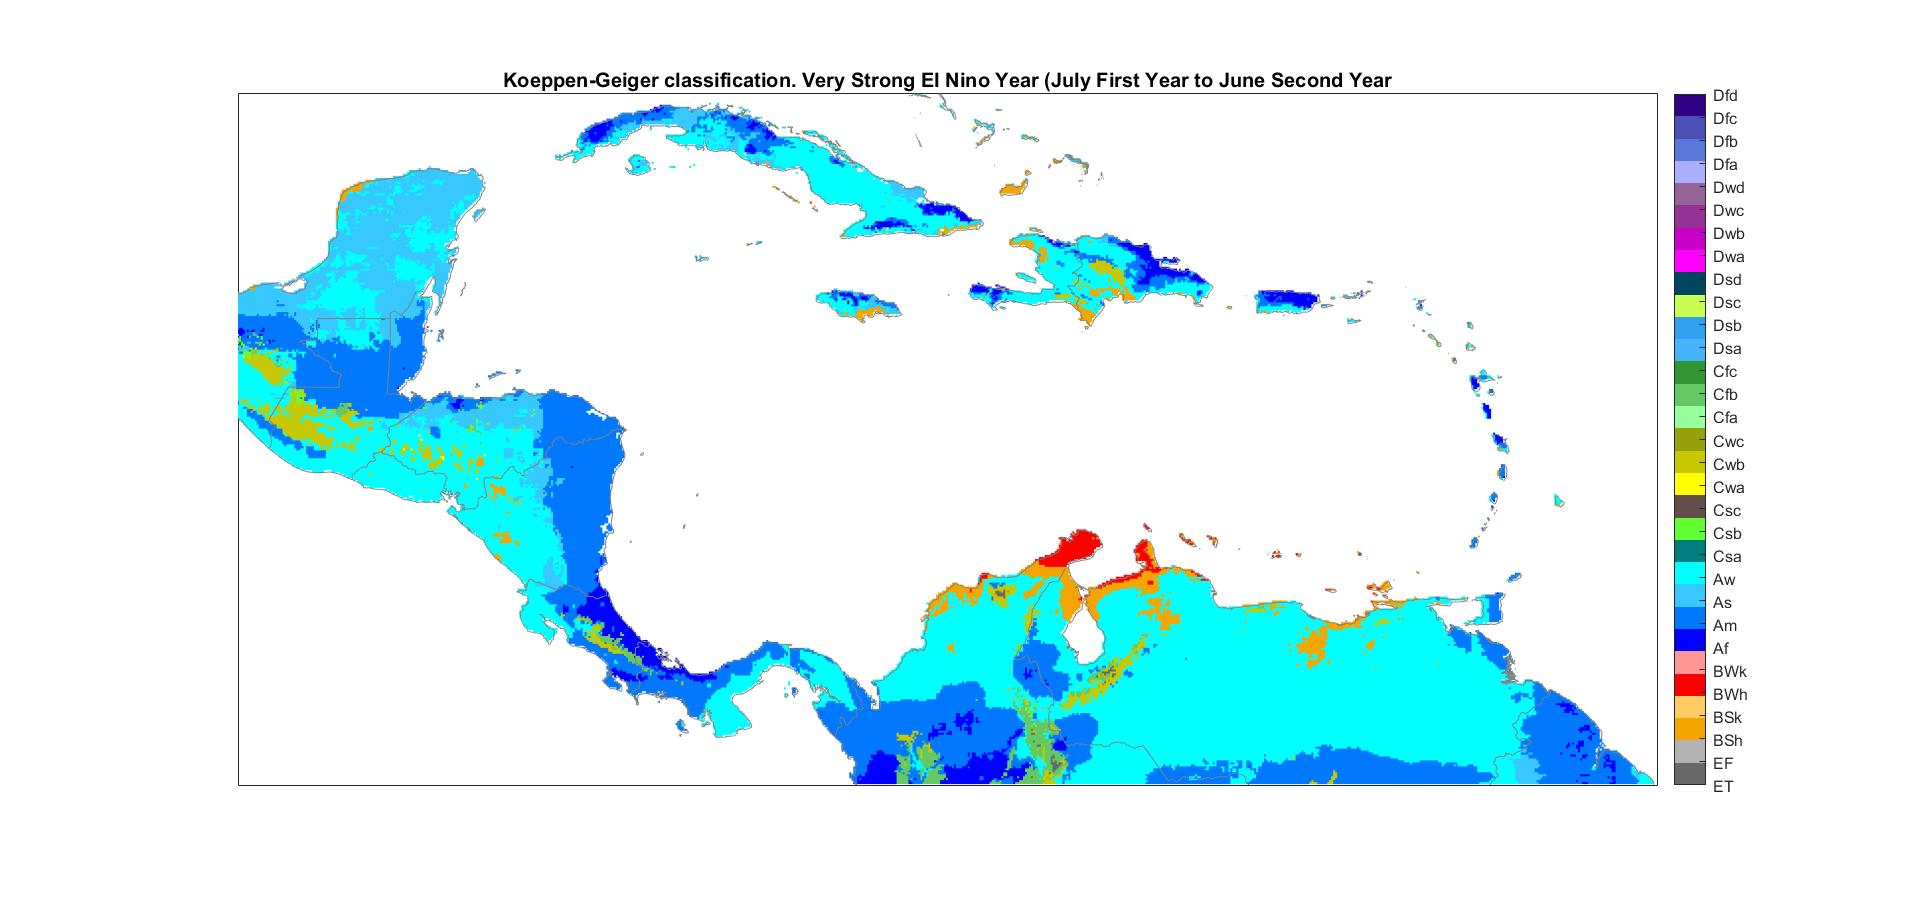 Koeppen-Geiger classification. Very Strong El Nino Year (July First Year to June Second Year
Dfd
Dfc
Dfb
Dfa
Dwd
Dwc
Dwb
Dwa
Dsd
Dsc
Dsb
Dsa
Cfc
Cfb
Cfa
Cwc
Cwb
Cwa
Csc
Csb
Csa
Aw
As
Am
Af
BWk
BWh
BSk
BSh
EF
ET